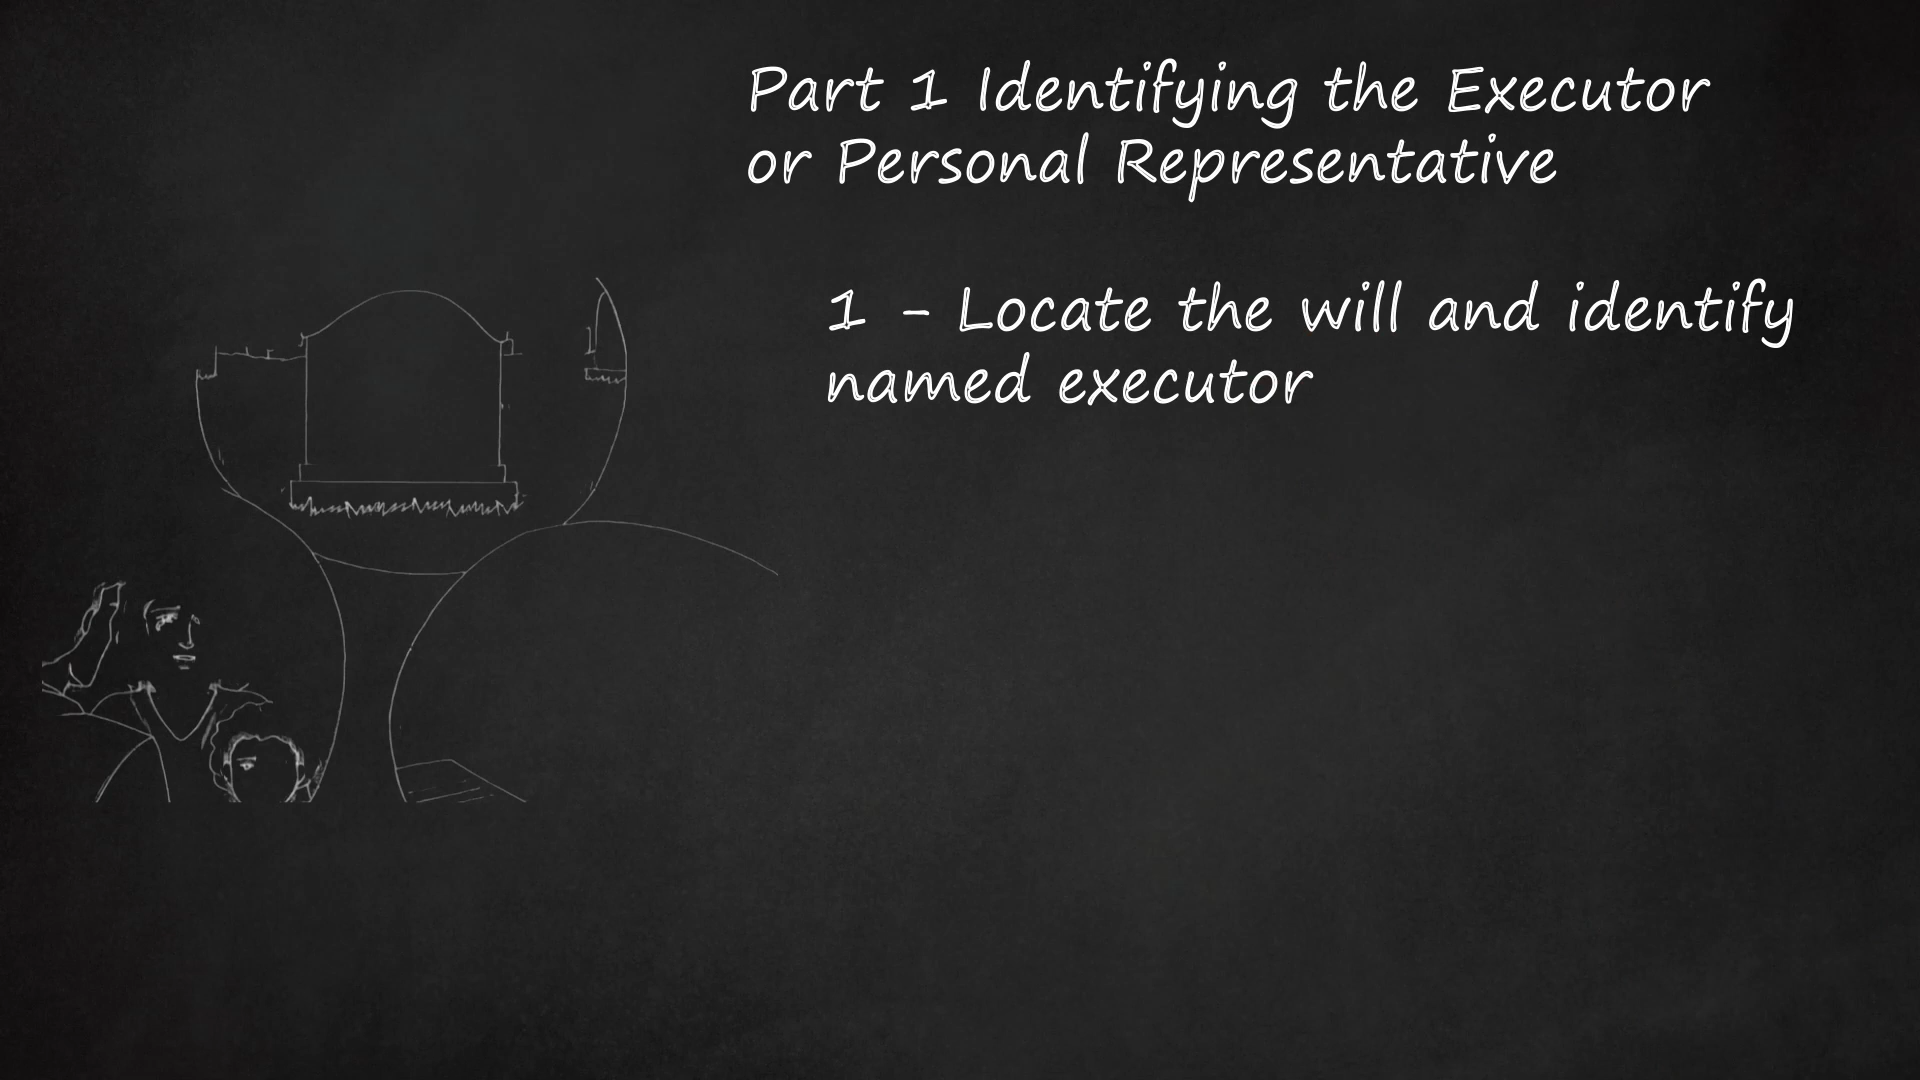 Part 1 Identifying the Executor
or Personal Representative
1 - Locate the will and identify
named executor